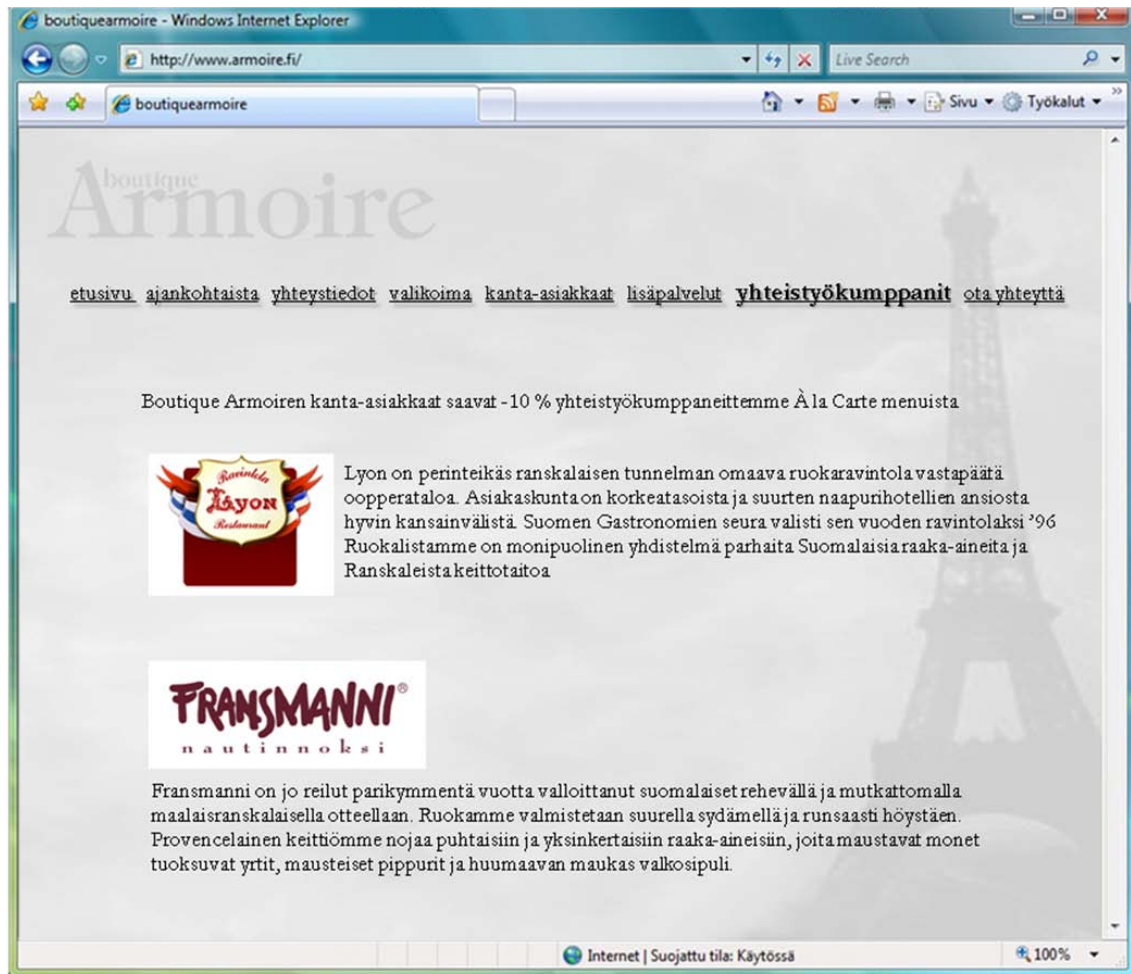 boutiquearmoire - Windows Internet Explorer
http://www.armoire.fi/
Live Search
boutiquearmoire
Sivu
Työkalut
boutique
Armoire
etusivu ajankohtaista yhteystiedot valikoima kanta-asiakkaat lisäpalvelut yhteistyökumppanit ota yhteyttä
Boutique Armoiren kanta-asiakkaat saavat -10 % yhteistyökumppaneittemme À la Carte menuista
Ravintola
Lyon
Restaurant
Lyon on perinteikäs ranskalaisen tunnelman omaava ruokaravintola vastapäätä
oopperataloa. Asiakaskunta on korkeatasoista ja suurten naapurihotellien ansiosta
hyvin kansainvälistä. Suomen Gastronomien seura valisti sen vuoden ravintolaksi ’96
Ruokalistamme on monipuolinen yhdistelmä parhaita Suomalaisia raaka-aineita ja
Ranskaleista keittotaitoa
FRANSMANNI®
nautinnoksi
Fransmanni on jo reilut parikymmentä vuotta valloittanut suomalaiset rehevällä ja mutkattomalla
maalaisranskalaisella otteellaan. Ruokamme valmistetaan suurella sydämellä ja runsaasti höystäen.
Provencelainen keittiömme nojaa puhtaisiin ja yksinkertaisiin raaka-aineisiin, joita maustavat monet
tuoksuvat yrtit, mausteiset pippurit ja huumaavan maukas valkosipuli.
Internet | Suojattu tila: Käytössä
100%